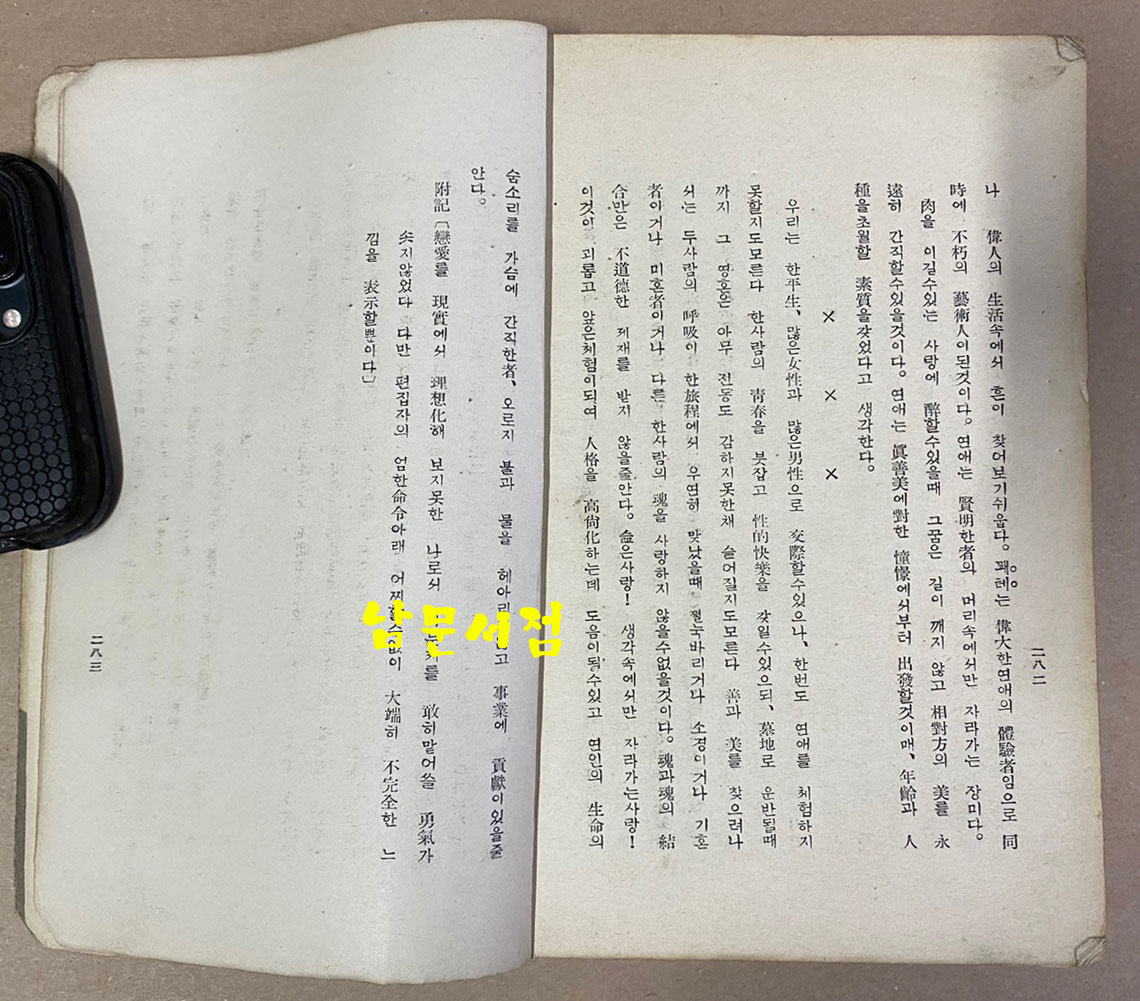 나 偉人의 生活속에서 흔이 찾어보기쉬웁다。꾀테는 偉大한연애의 體驗者임으로 同
時에 不朽의 藝術人이된것이다。연애는 賢明한者의 머리속에서만 자라가는 장미다。
肉을 이길수있는 사랑에 醉할수있을때 그꿈은 길이 깨지 않고 相對方의 美를 永
遠히 간직할수있을것이다。연애는 眞善美에對한 憧憬에서부터 出發할것이매、年齡과 人
種을초월할 素質을갖었다고 생각한다。
× × ×
우리는 한平生、많은女性과 많은男性으로 交際할수있으나、한번도 연애를 체험하지
못할지도모른다 한사람의 靑春을 붓잡고 性的快樂을 갖일수있으되、墓地로 운반될때
까지 그 영혼은 아무 진동도 감하지못한채 슬어질지도모른다 善과 美를 찾으려나
서는 두사람의 呼吸이 한旅程에서 우연히 맞났을때 쩔눅바리거나 소경이거나 기혼
者이거나 미혼者이거나 다른 한사람의 魂을 사랑하지 않을수없을것이다。魂과魂의 結
合만은 不道德한 제재를 받지 않을줄안다。숨은사랑！ 생각속에서만 자라가는사랑！
이것이 괴롭고 앞은체험이되여 人格을 高尙化하는데 도음이될수있고 연인의 生命의
二八二
숨소리를 가슴에 간직한者、오로지 불과 물을 헤아리 고 事業에 貢獻이있을줄
안다。
附記「戀愛를 現實에서 理想化해 보지못한 나로서 를 敢히맡어쓸 勇氣가
솟지않었다 다만 편집자의 엄한命令아래 어찌할수없이 大端히 不完全한 느
낌을 表示할뿐이다」
二八三
남문서점